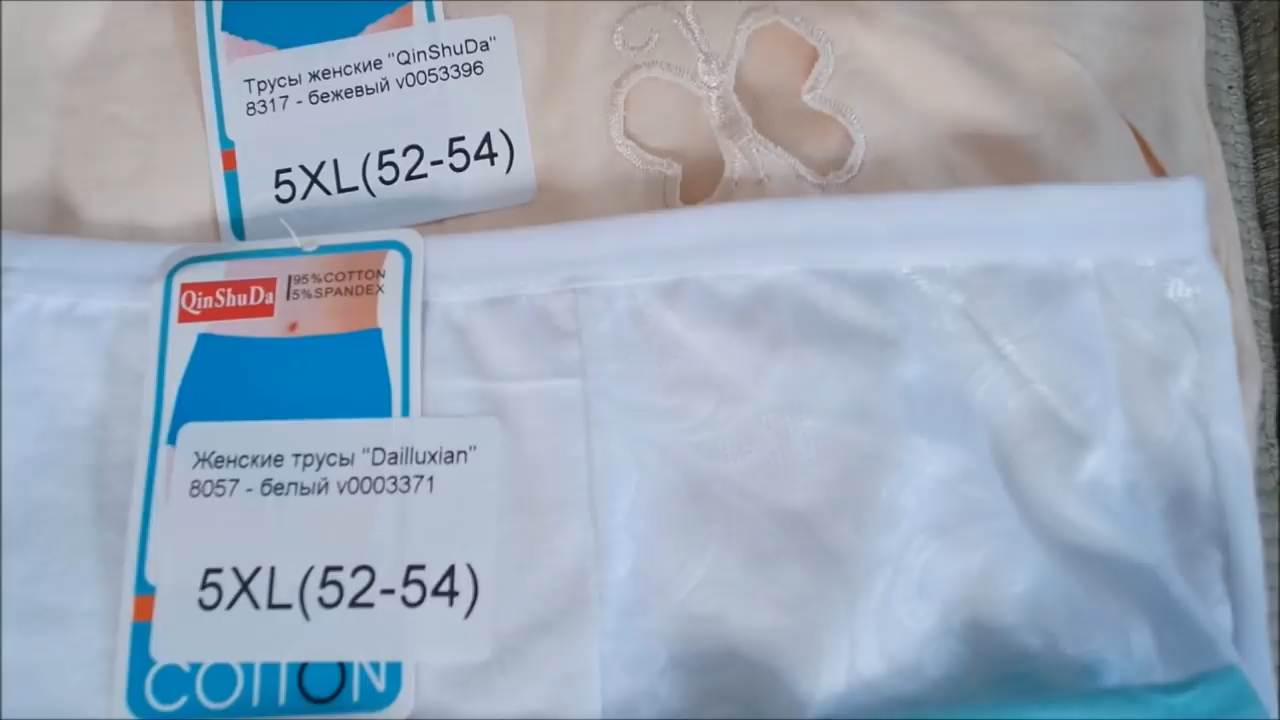 Трусы женские "QinShuDa"
8317 - бежевый v0053396
5XL(52-54)
QinShuDa
95%COTTON
5%SPANDEX
Женские трусы "Dailluxian"
8057 - белый v0003371
5XL(52-54)
COTTON